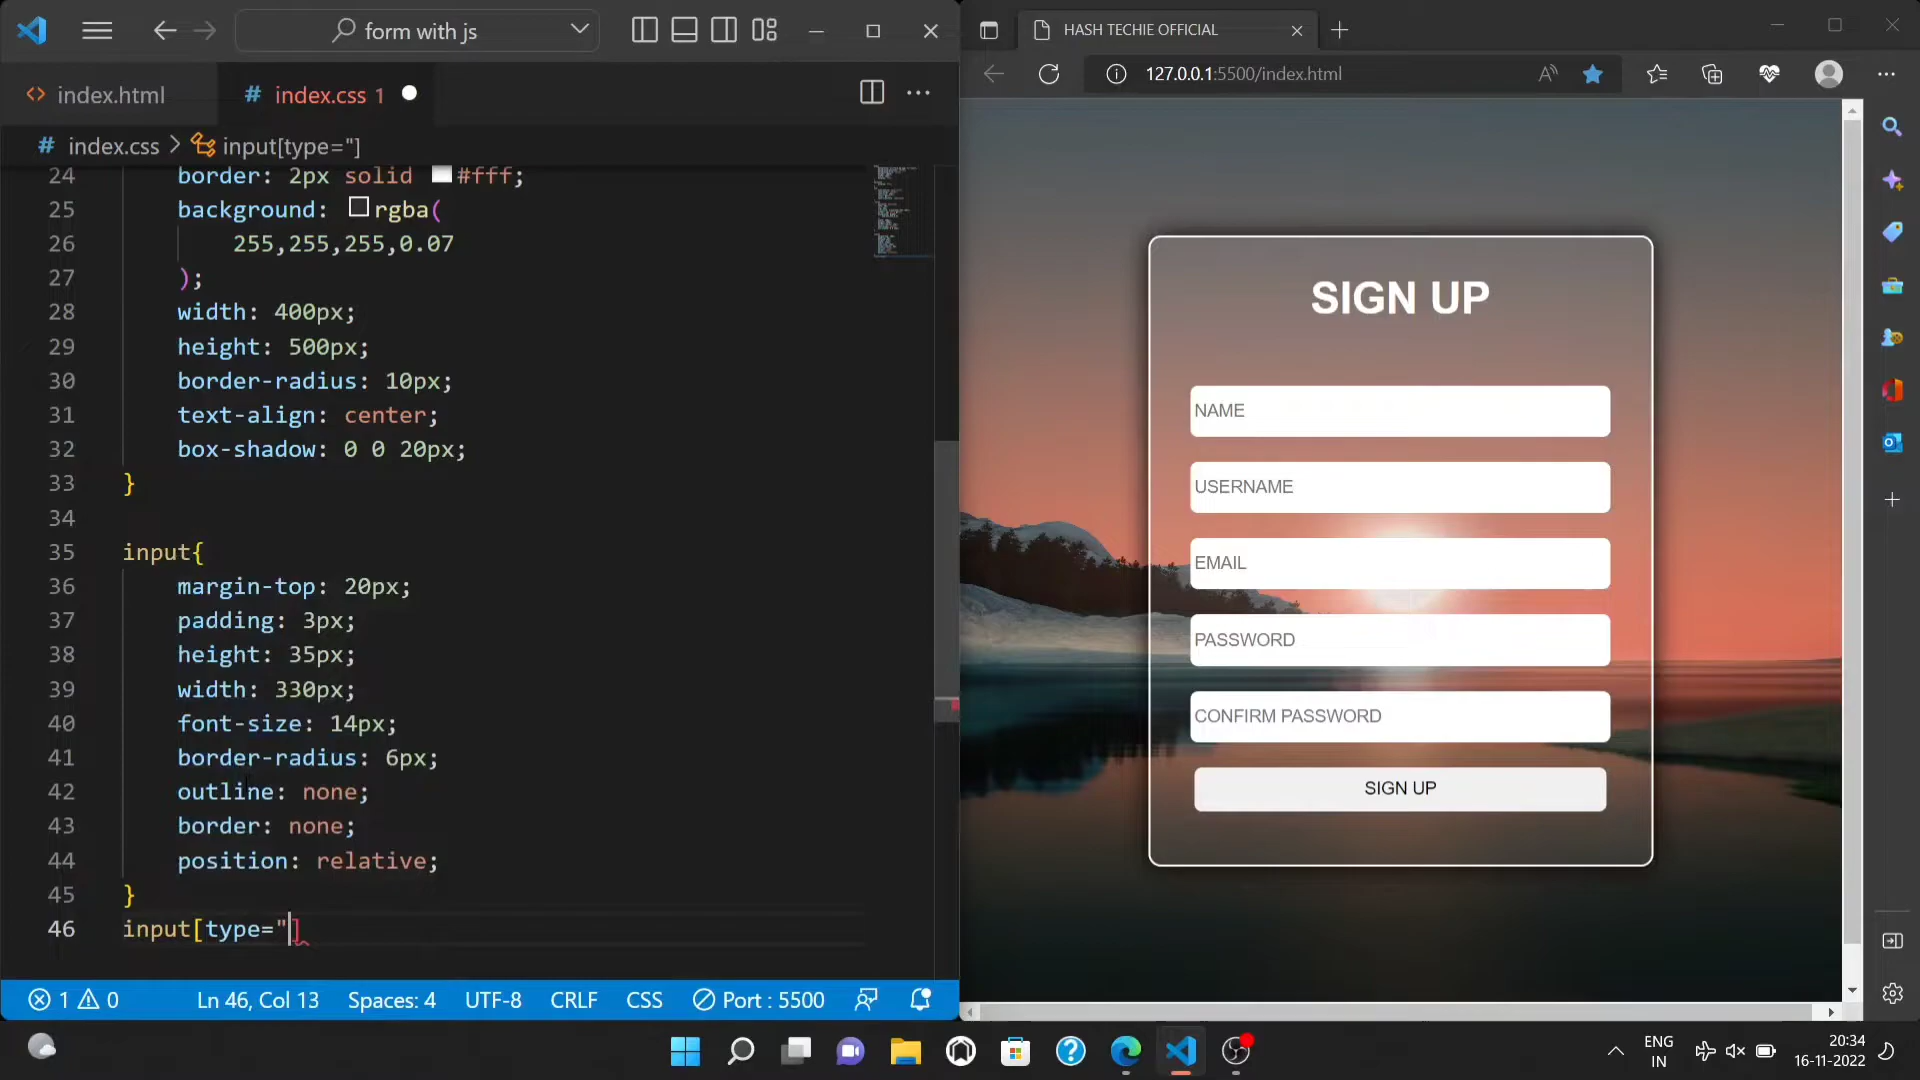 form with js
index.html
# index.css 1
# index.css > input[type="]
24 border: 2px solid #fff;
25 background: rgba(
26 255,255,255,0.07
27 );
28 width: 400px;
29 height: 500px;
30 border-radius: 10px;
31 text-align: center;
32 box-shadow: 0 0 20px;
33 }
34
35 input{
36 margin-top: 20px;
37 padding: 3px;
38 height: 35px;
39 width: 330px;
40 font-size: 14px;
41 border-radius: 6px;
42 outline: none;
43 border: none;
44 position: relative;
45 }
46 input[type="]
1 0 Ln 46, Col 13 Spaces: 4 UTF-8 CRLF CSS Port : 5500
HASH TECHIE OFFICIAL
127.0.0.1:5500/index.html
SIGN UP
NAME
USERNAME
EMAIL
PASSWORD
CONFIRM PASSWORD
SIGN UP
ENG
IN
20:34
16-11-2022